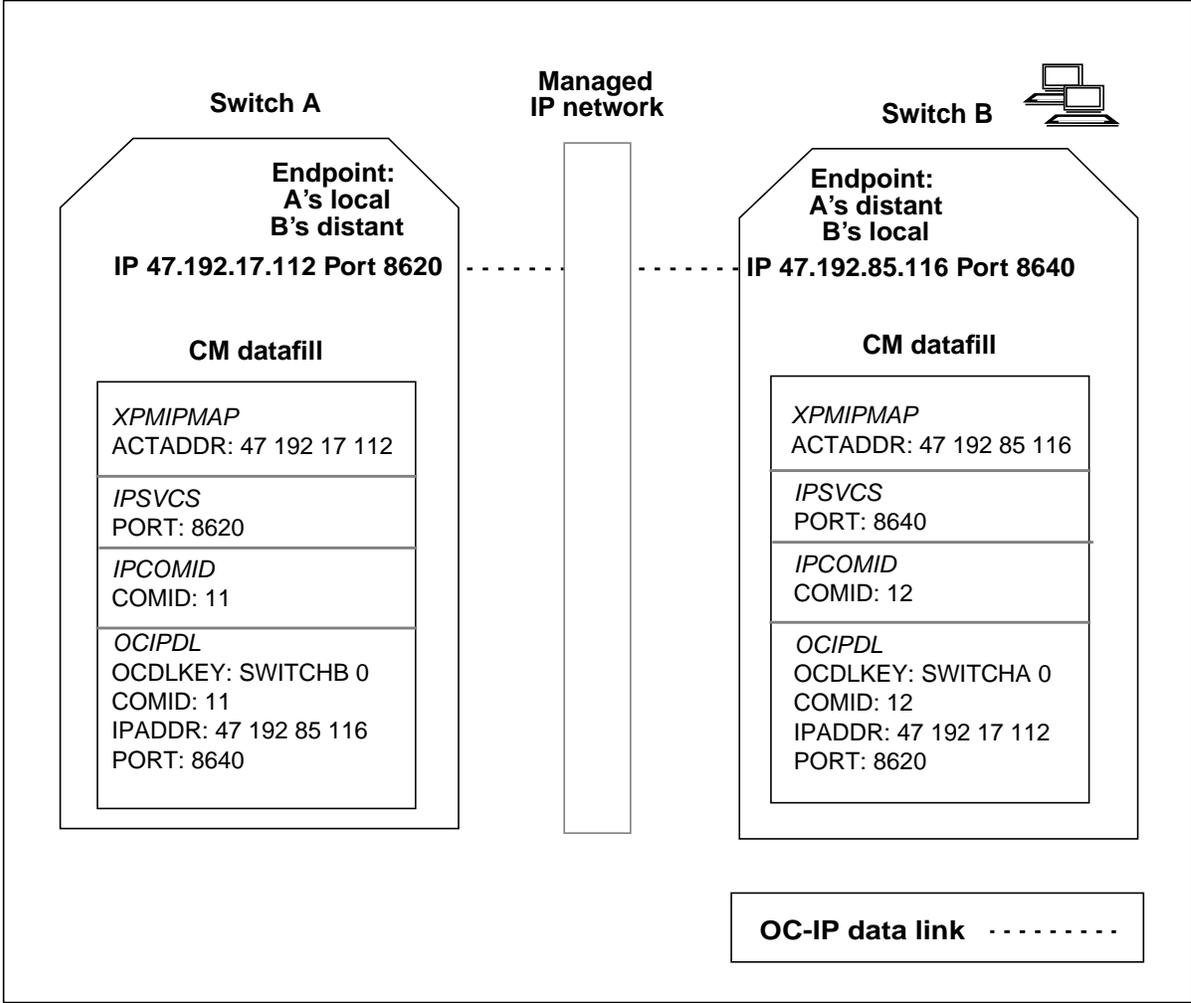 Switch A
Managed
IP network
Switch B
Endpoint:
A’s local
B’s distant
IP 47.192.17.112 Port 8620
Endpoint:
A’s distant
B’s local
IP 47.192.85.116 Port 8640
CM datafill
XPMIPMAP
ACTADDR: 47 192 17 112
IPSVCS
PORT: 8620
IPCOMID
COMID: 11
OCIPDL
OCDLKEY: SWITCHB 0
COMID: 11
IPADDR: 47 192 85 116
PORT: 8640
CM datafill
XPMIPMAP
ACTADDR: 47 192 85 116
IPSVCS
PORT: 8640
IPCOMID
COMID: 12
OCIPDL
OCDLKEY: SWITCHA 0
COMID: 12
IPADDR: 47 192 17 112
PORT: 8620
OC-IP data link